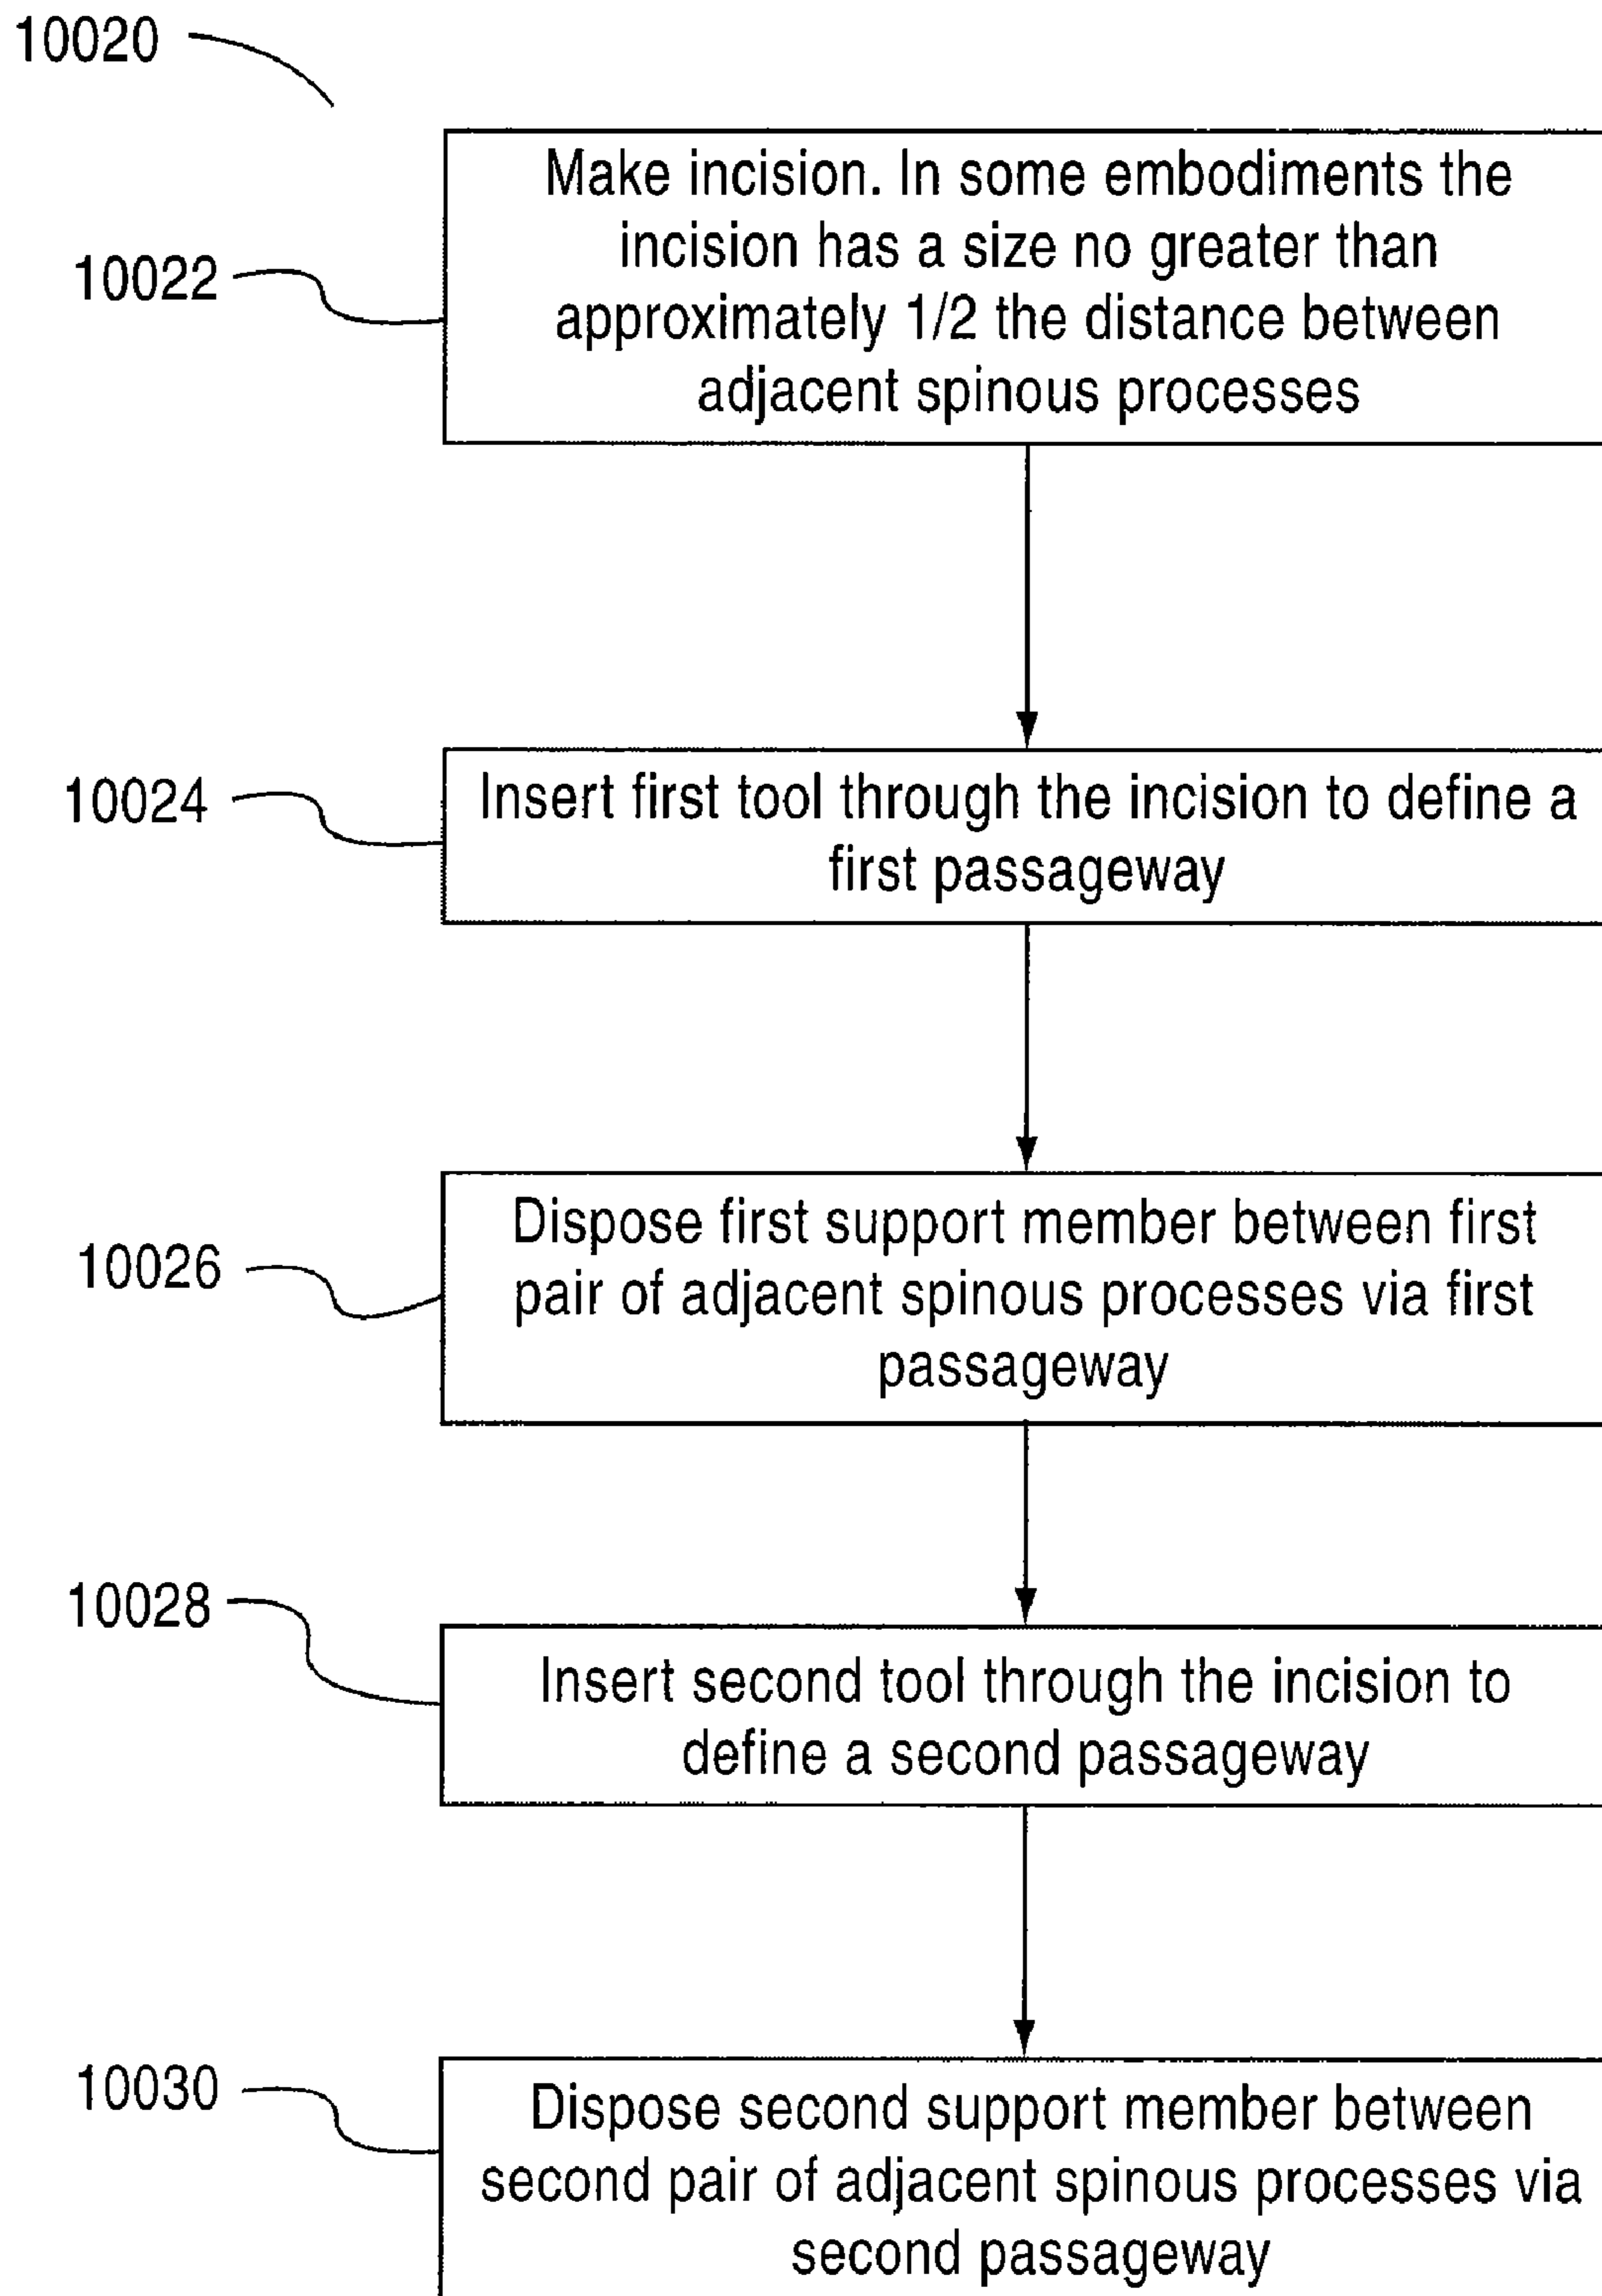 10020
10022
Make incision. In some embodiments the
incision has a size no greater than
approximately 1/2 the distance between
adjacent spinous processes
10024
Insert first tool through the incision to define a
first passageway
10026
Dispose first support member between first
pair of adjacent spinous processes via first
passageway
10028
Insert second tool through the incision to
define a second passageway
10030
Dispose second support member between
second pair of adjacent spinous processes via
second passageway